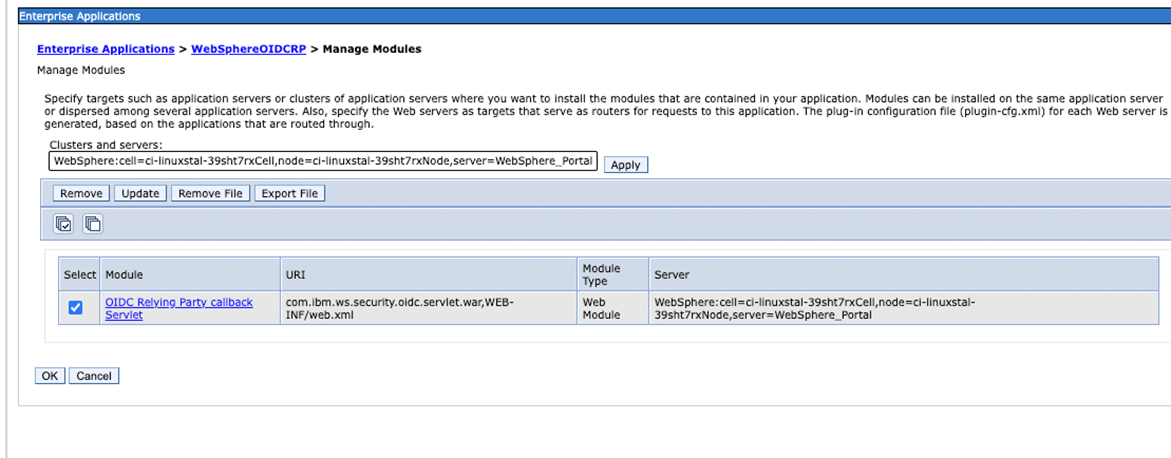 Enterprise Applications
Enterprise Applications > WebSphereOIDCRP > Manage Modules
Manage Modules
Specify targets such as application servers or clusters of application servers where you want to install the modules that are contained in your application. Modules can be installed on the same application server
or dispersed among several application servers. Also, specify the Web servers as targets that serve as routers for requests to this application. The plug-in configuration file (plugin-cfg.xml) for each Web server is
generated, based on the applications that are routed through.
Clusters and servers:
WebSphere:cell=ci-linuxstal-39sht7rxCell,node=ci-linuxstal-39sht7rxNode,server=WebSphere_Portal Apply
Remove Update Remove File Export File
Select Module URI Module Type Server
OIDC Relying Party callback Servlet com.ibm.ws.security.oidc.servlet.war,WEB-INF/web.xml Web Module WebSphere:cell=ci-linuxstal-39sht7rxCell,node=ci-linuxstal-39sht7rxNode,server=WebSphere_Portal
OK Cancel